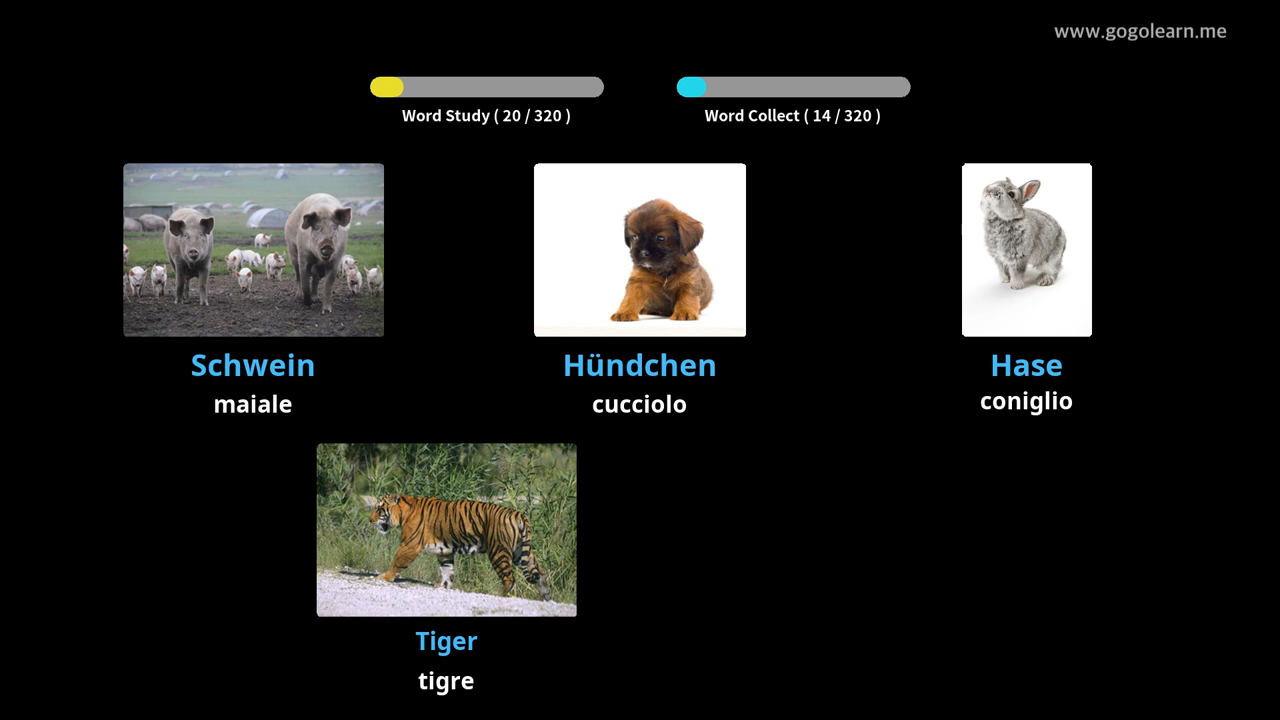 www.gogolearn.me
Word Study ( 20 / 320 )
Word Collect ( 14 / 320 )
Schwein
maiale
Hündchen
cucciolo
Hase
coniglio
Tiger
tigre